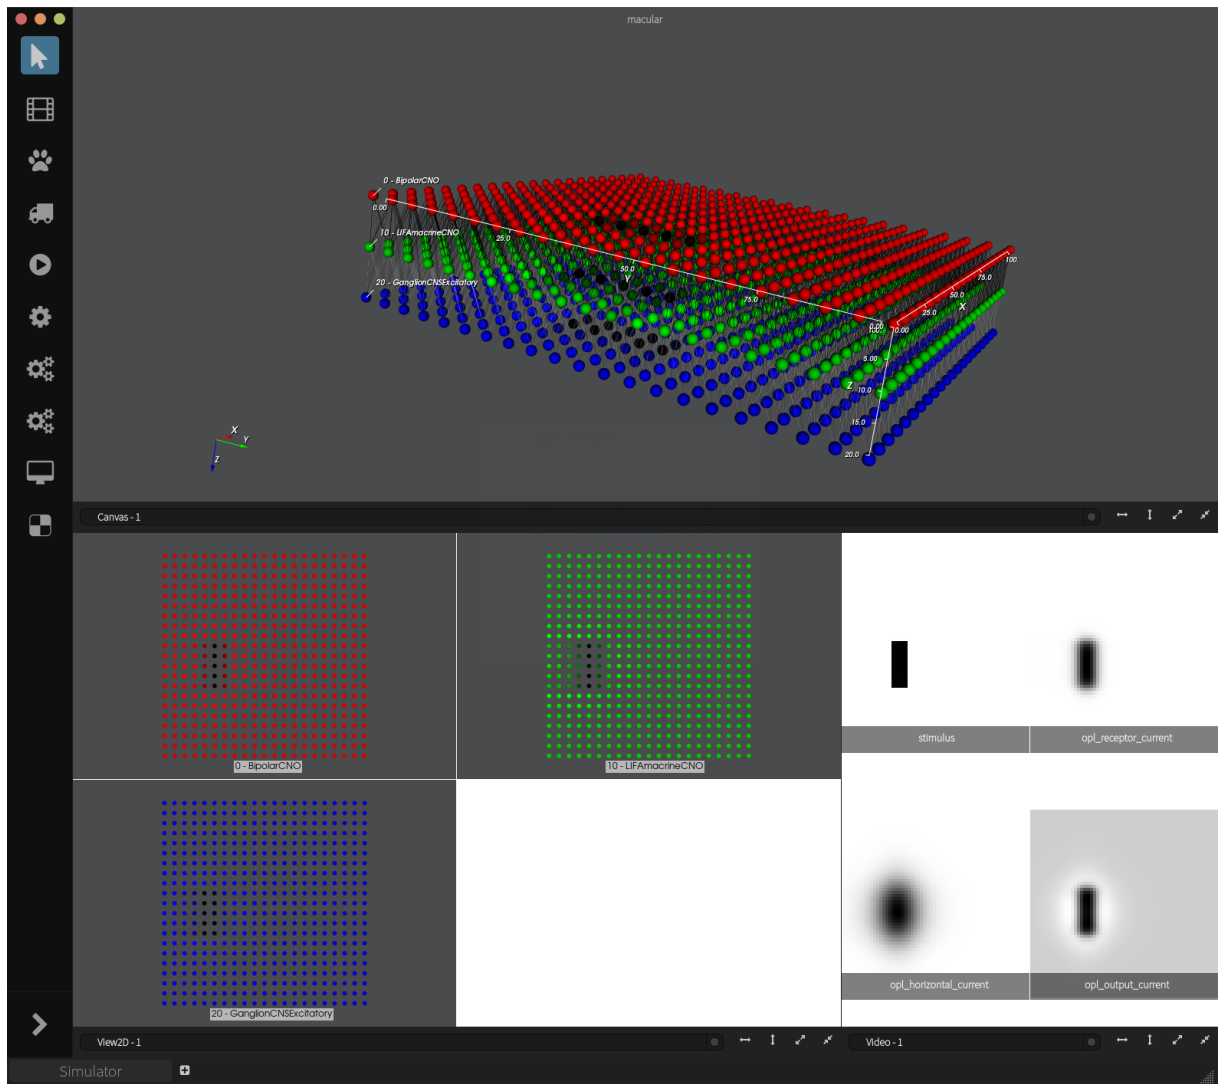 macular
0 - BipolarCNO
0.00
10 - LIFAmacrineCNO
25.0
20 - GanglionCNSExcitatory
50.0
Y
75.0
100.
75.0
50.0
X
25.0
0.00
0.00
100.
5.00
Z
10.0
15.0
20.0
X
Y
Z
Canvas - 1
0 - BipolarCNO
10 - LIFAmacrineCNO
stimulus
opl_receptor_current
20 - GanglionCNSExcitatory
opl_horizontal_current
opl_output_current
View2D - 1
Video - 1
Simulator